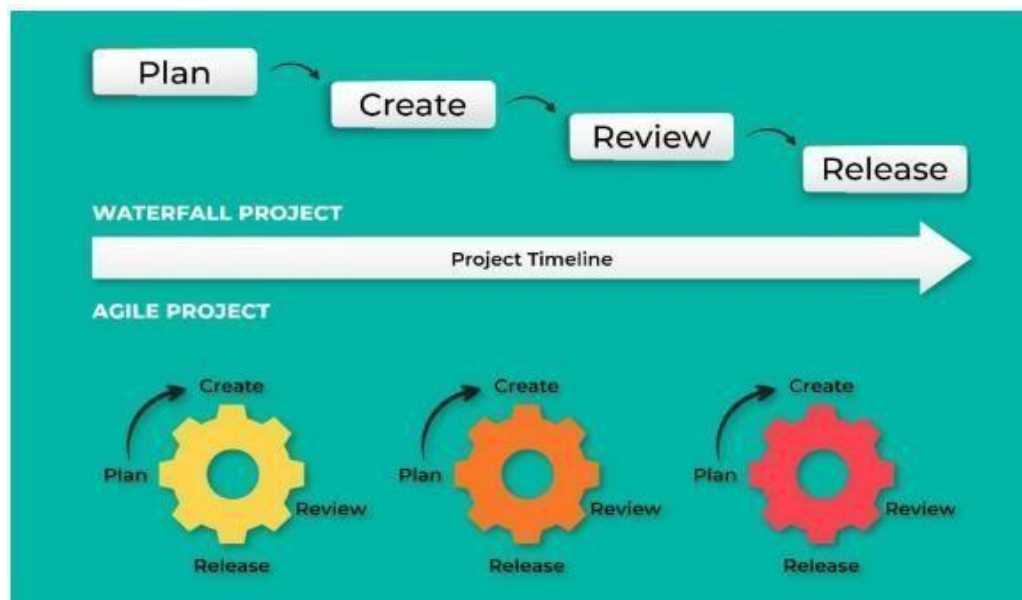 Plan
Create
Review
Release
WATERFALL PROJECT
Project Timeline
AGILE PROJECT
Create
Plan
Review
Release
Create
Plan
Review
Release
Create
Plan
Review
Release